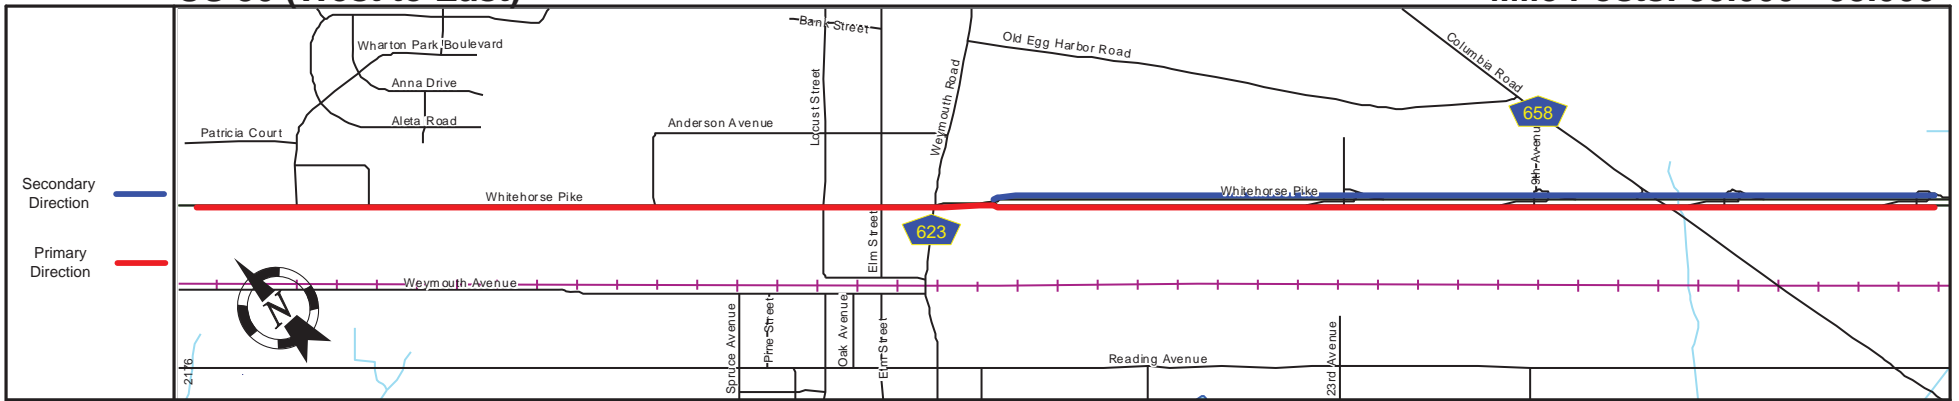 Bank Street
Old Egg Harbor Road
Columbia Road
Wharton Park Boulevard
Weymouth Road
Anna Drive
Locust Street
658
Aleta Road
Anderson Avenue
Patricia Court
9th Avenue
Secondary
Direction
Whitehorse Pike
Whitehorse Pike
623
Elm Street
Primary
Direction
Weymouth Avenue
N
Spruce Avenue
Pine Street
Oak Avenue
Elm Street
Reading Avenue
23rd Avenue
2176